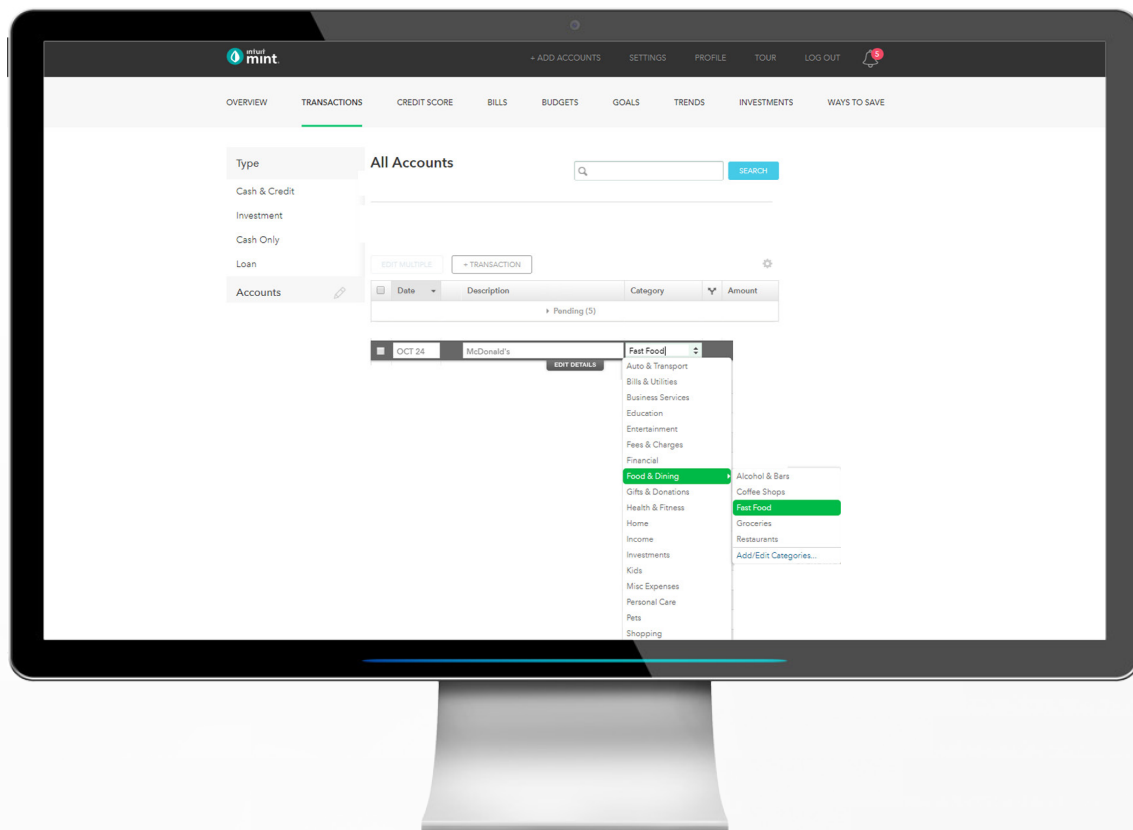 intuit
mint
+ ADD ACCOUNTS SETTINGS PROFILE TOUR LOG OUT 5
OVERVIEW TRANSACTIONS CREDIT SCORE BILLS BUDGETS GOALS TRENDS INVESTMENTS WAYS TO SAVE
Type
Cash & Credit
Investment
Cash Only
Loan
Accounts
All Accounts
SEARCH
EDIT MULTIPLE + TRANSACTION
Date Description Category Amount
Pending (5)
OCT 24 McDonald's Fast Food
EDIT DETAILS
Auto & Transport
Bills & Utilities
Business Services
Education
Entertainment
Fees & Charges
Financial
Food & Dining
Gifts & Donations
Health & Fitness
Home
Income
Investments
Kids
Misc Expenses
Personal Care
Pets
Shopping
Alcohol & Bars
Coffee Shops
Fast Food
Groceries
Restaurants
Add/Edit Categories...